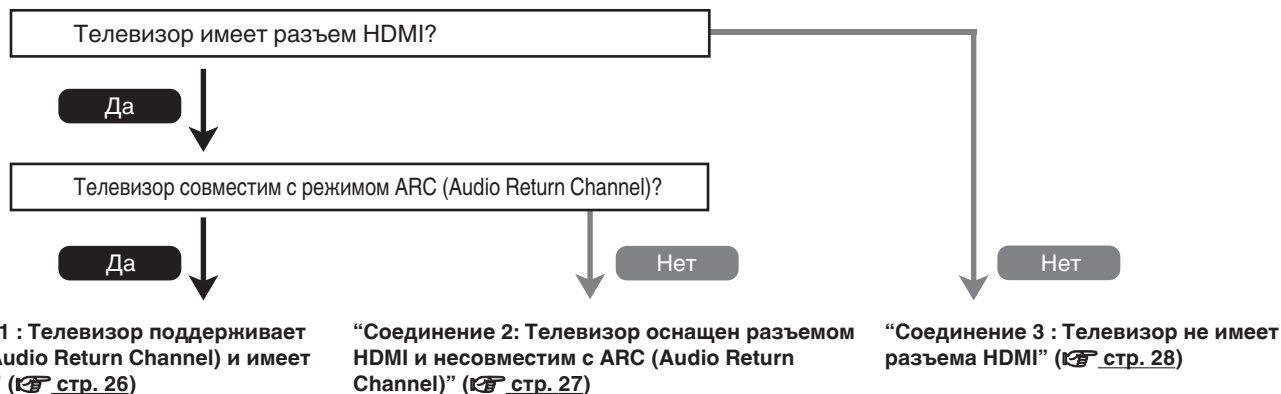 Телевизор имеет разъем HDMI?
Да
Телевизор совместим с режимом ARC (Audio Return Channel)?
Да
Нет
Нет
1 : Телевизор поддерживает
Audio Return Channel) и имеет
” (стр. 26)
“Соединение 2: Телевизор оснащен разъемом
HDMI и несовместим с ARC (Audio Return
Channel)” (стр. 27)
“Соединение 3 : Телевизор не имеет
разъема HDMI” (стр. 28)